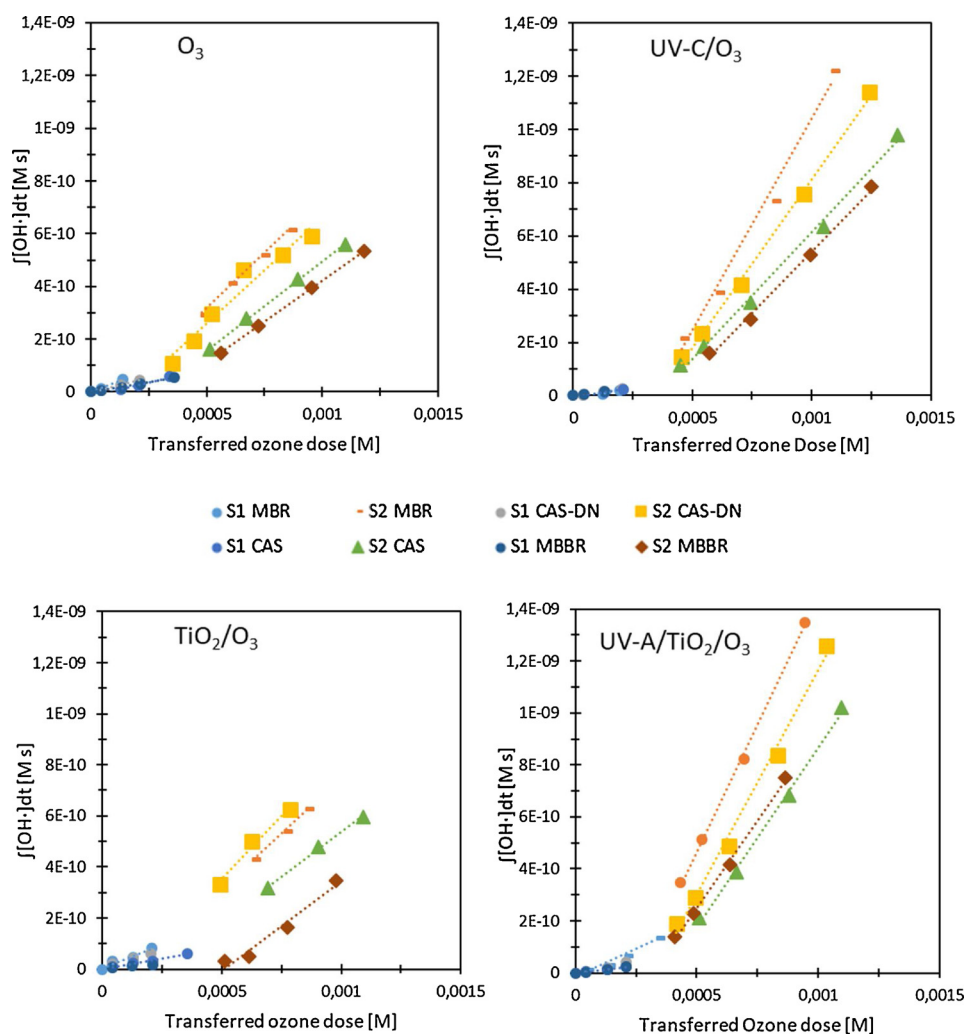 O₃
1,4E-09
1,2E-09
1E-09
8E-10
6E-10
4E-10
2E-10
0
0 0,0005 0,001 0,0015
∫[OH·]dt [M s]
Transferred ozone dose [M]
UV-C/O₃
1,4E-09
1,2E-09
1E-09
8E-10
6E-10
4E-10
2E-10
0
0 0,0005 0,001 0,0015
∫[OH·]dt [M s]
Transferred Ozone Dose [M]
S1 MBR S2 MBR S1 CAS-DN S2 CAS-DN
S1 CAS S2 CAS S1 MBBR S2 MBBR
TiO₂/O₃
1,4E-09
1,2E-09
1E-09
8E-10
6E-10
4E-10
2E-10
0
0 0,0005 0,001 0,0015
∫[OH·]dt [M s]
Transferred ozone dose [M]
UV-A/TiO₂/O₃
1,4E-09
1,2E-09
1E-09
8E-10
6E-10
4E-10
2E-10
0
0 0,0005 0,001 0,0015
∫[OH·]dt [M s]
Transferred ozone dose [M]